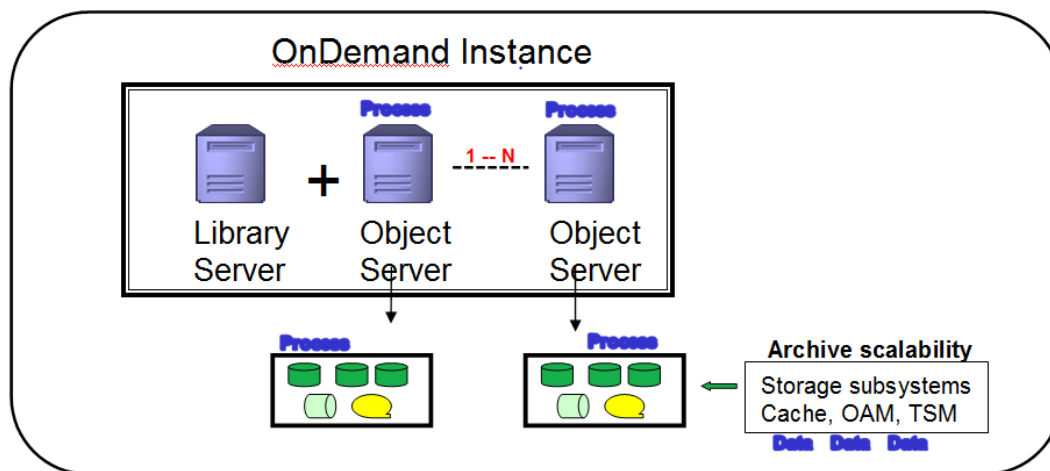 OnDemand Instance
Process
Process
+
1 -- N
Library Server
Object Server
Object Server
Process
Process
Archive scalability
Storage subsystems
Cache, OAM, TSM
Data Data Data